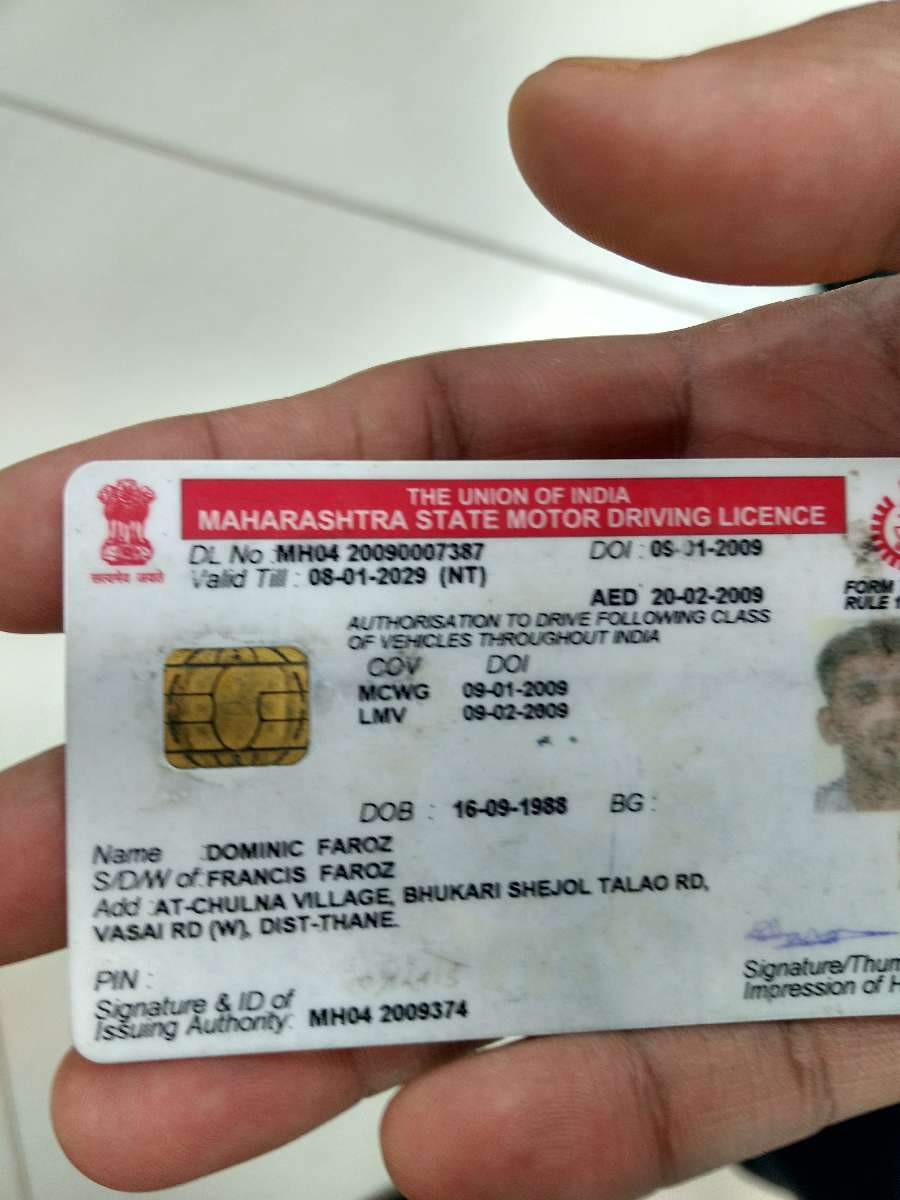 THE UNION OF INDIA
MAHARASHTRA STATE MOTOR DRIVING LICENCE
सत्यमेव जयते
DL No : MH04 20090007387 DOI : 09-01-2009
Valid Till : 08-01-2029 (NT)
AED 20-02-2009
FORM
RULE
AUTHORISATION TO DRIVE FOLLOWING CLASS
OF VEHICLES THROUGHOUT INDIA
COV DOI
MCWG 09-01-2009
LMV 09-02-2009
DOB : 16-09-1988 BG :
Name : DOMINIC FAROZ
S/D/W of : FRANCIS FAROZ
Add : AT-CHULNA VILLAGE, BHUKARI SHEJOL TALAO RD,
VASAI RD (W), DIST-THANE.
PIN :
Signature & ID of
Issuing Authority: MH04 2009374
Signature/Thum
Impression of H